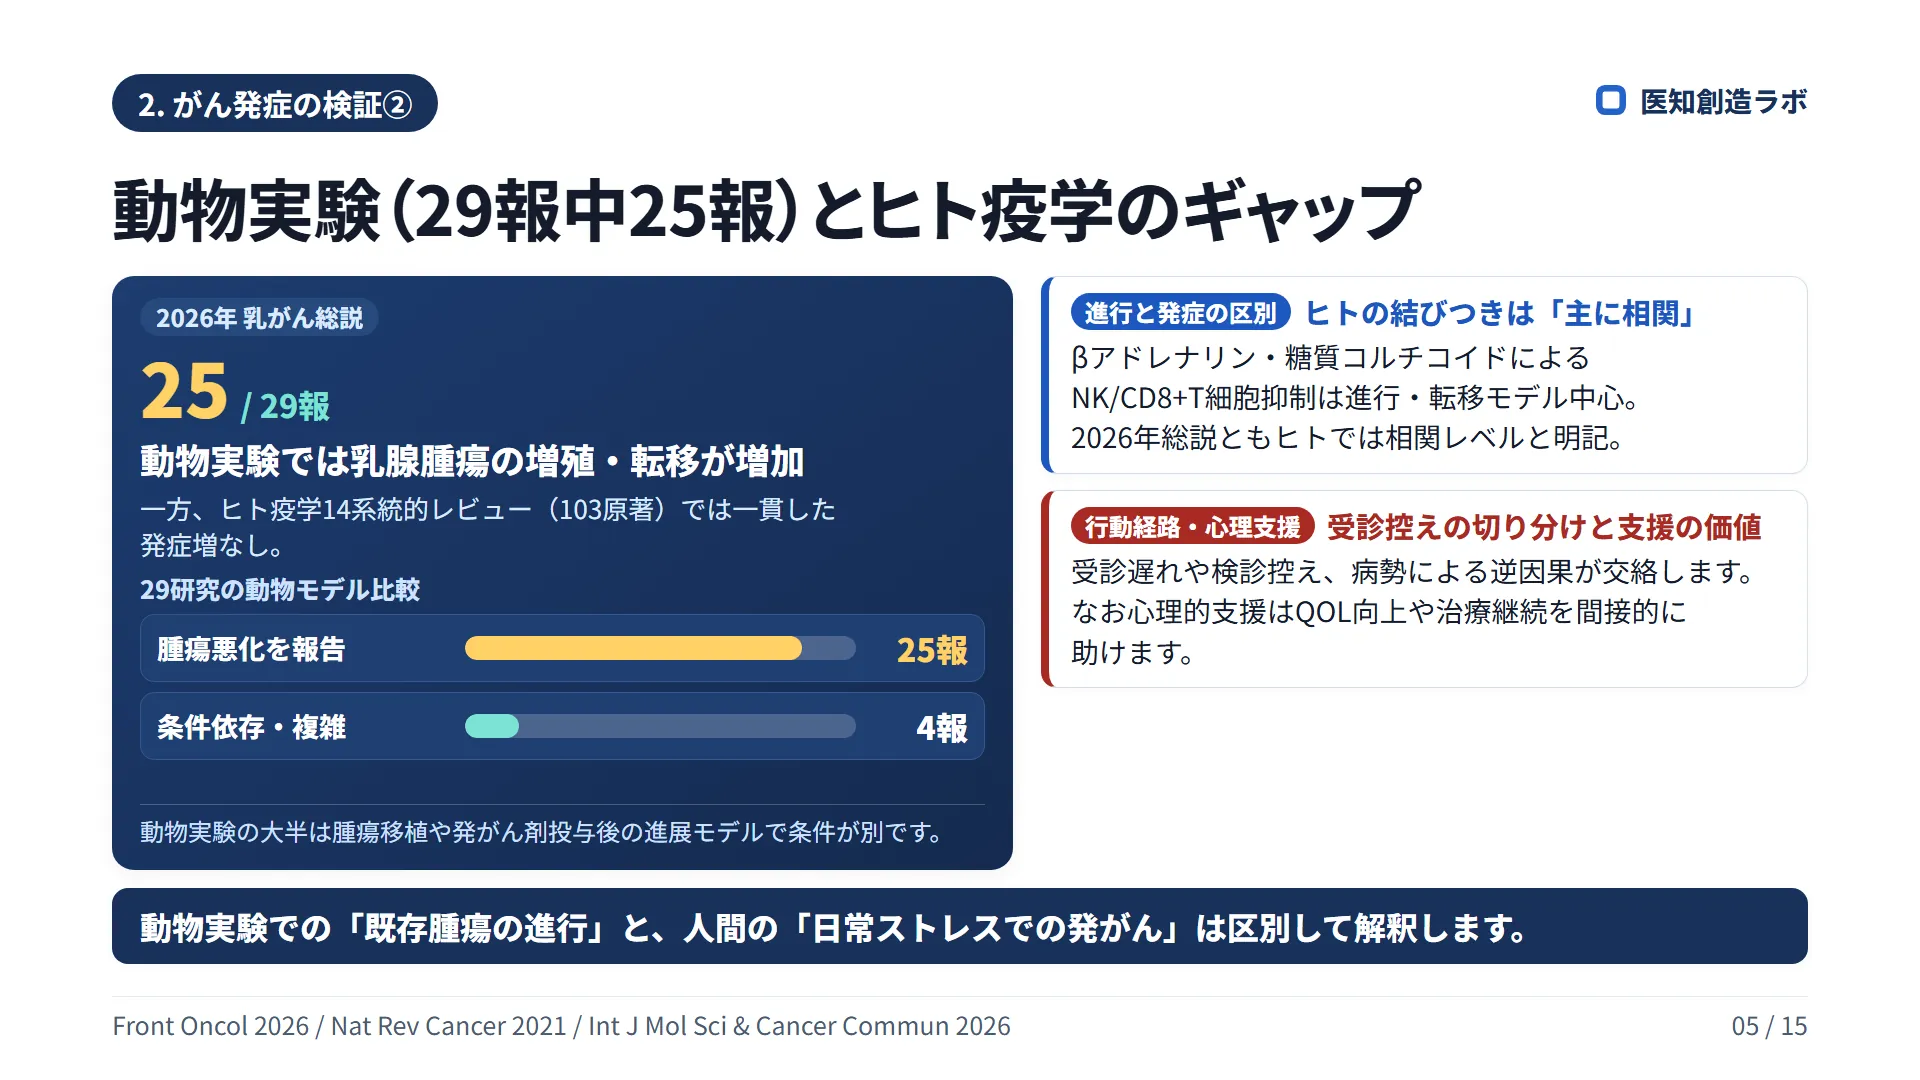 2. がん発症の検証②
医知創造ラボ
動物実験（29報中25報）とヒト疫学のギャップ
2026年 乳がん総説
25 / 29報
動物実験では乳腺腫瘍の増殖・転移が増加
一方、ヒト疫学14系統的レビュー（103原著）では一貫した
発症増なし。
29研究の動物モデル比較
腫瘍悪化を報告 25報
条件依存・複雑 4報
動物実験の大半は腫瘍移植や発がん剤投与後の進展モデルで条件が別です。
進行と発症の区別 ヒトの結びつきは「主に相関」
βアドレナリン・糖質コルチコイドによる
NK/CD8+T細胞抑制は進行・転移モデル中心。
2026年総説ともヒトでは相関レベルと明記。
行動経路・心理支援 受診控えの切り分けと支援の価値
受診遅れや検診控え、病勢による逆因果が交絡します。
なお心理的支援はQOL向上や治療継続を間接的に
助けます。
動物実験での「既存腫瘍の進行」と、人間の「日常ストレスでの発がん」は区別して解釈します。
Front Oncol 2026 / Nat Rev Cancer 2021 / Int J Mol Sci & Cancer Commun 2026
05 / 15